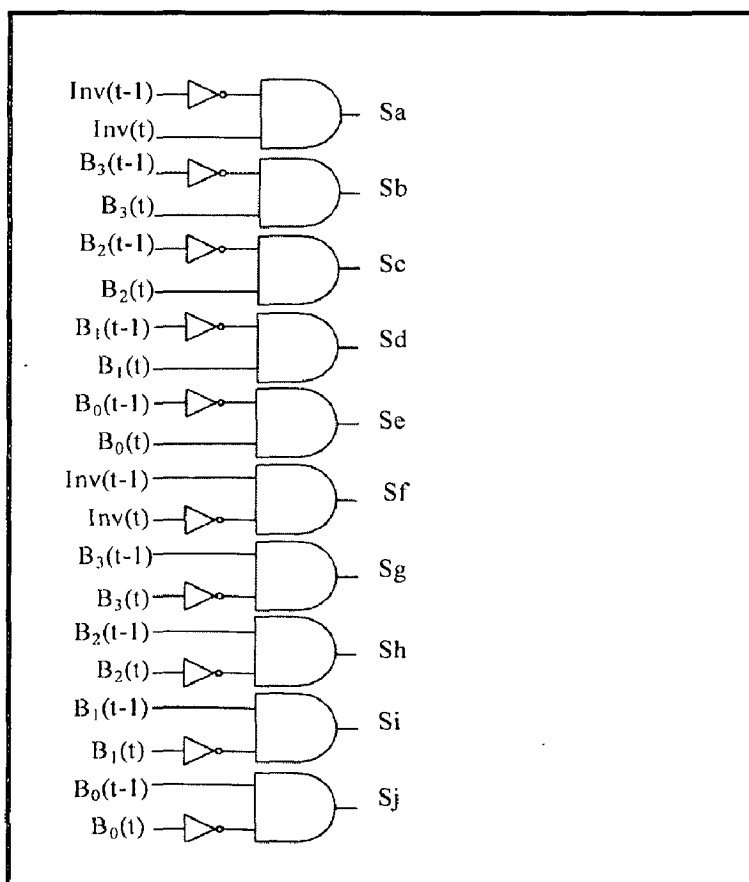 Inv(t-1)
Inv(t)
Sa
B₃(t-1)
B₃(t)
Sb
B₂(t-1)
B₂(t)
Sc
B₁(t-1)
B₁(t)
Sd
B₀(t-1)
B₀(t)
Se
Inv(t-1)
Inv(t)
Sf
B₃(t-1)
B₃(t)
Sg
B₂(t-1)
B₂(t)
Sh
B₁(t-1)
B₁(t)
Si
B₀(t-1)
B₀(t)
Sj